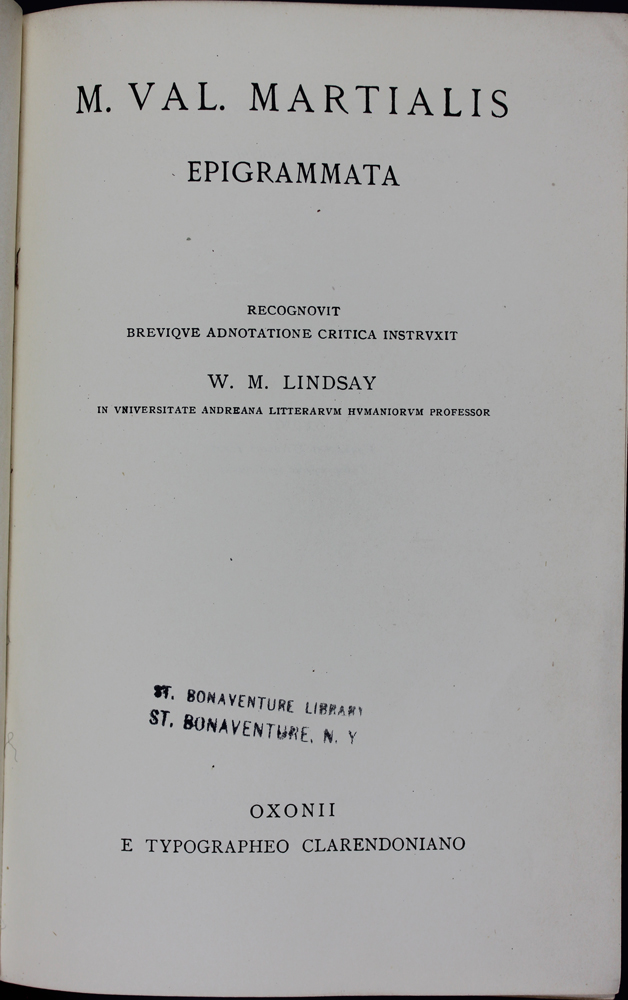 M. VAL. MARTIALIS
EPIGRAMMATA
RECOGNOVIT
BREVIQVE ADNOTATIONE CRITICA INSTRVXIT
W. M. LINDSAY
IN VNIVERSITATE ANDREANA LITTERARVM HVMANIORVM PROFESSOR
ST. BONAVENTURE LIBRARY
ST. BONAVENTURE, N. Y
OXONII
E TYPOGRAPHEO CLARENDONIANO